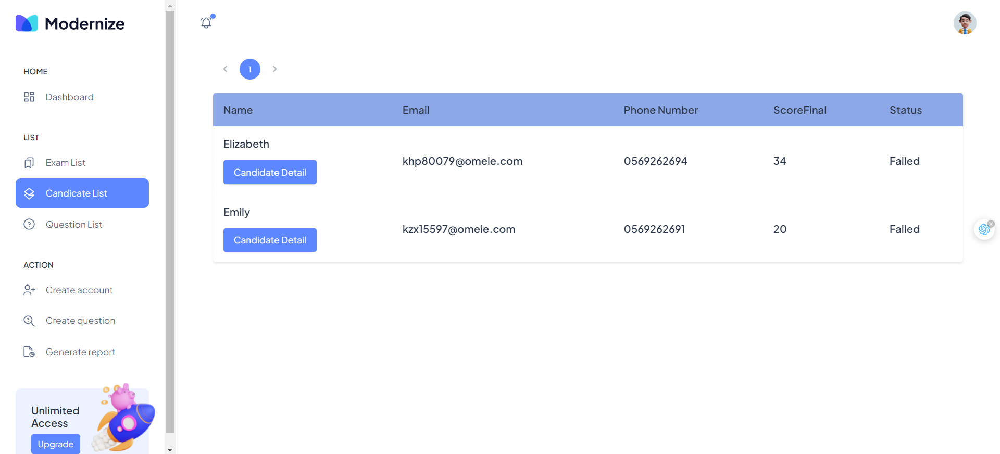 Modernize
HOME
Dashboard
LIST
Exam List
Candicate List
Question List
ACTION
Create account
Create question
Generate report
Unlimited
Access
Upgrade
1
Name Email Phone Number ScoreFinal Status
Elizabeth
Candidate Detail
khp80079@omeie.com 0569262694 34 Failed
Emily
Candidate Detail
kzx15597@omeie.com 0569262691 20 Failed